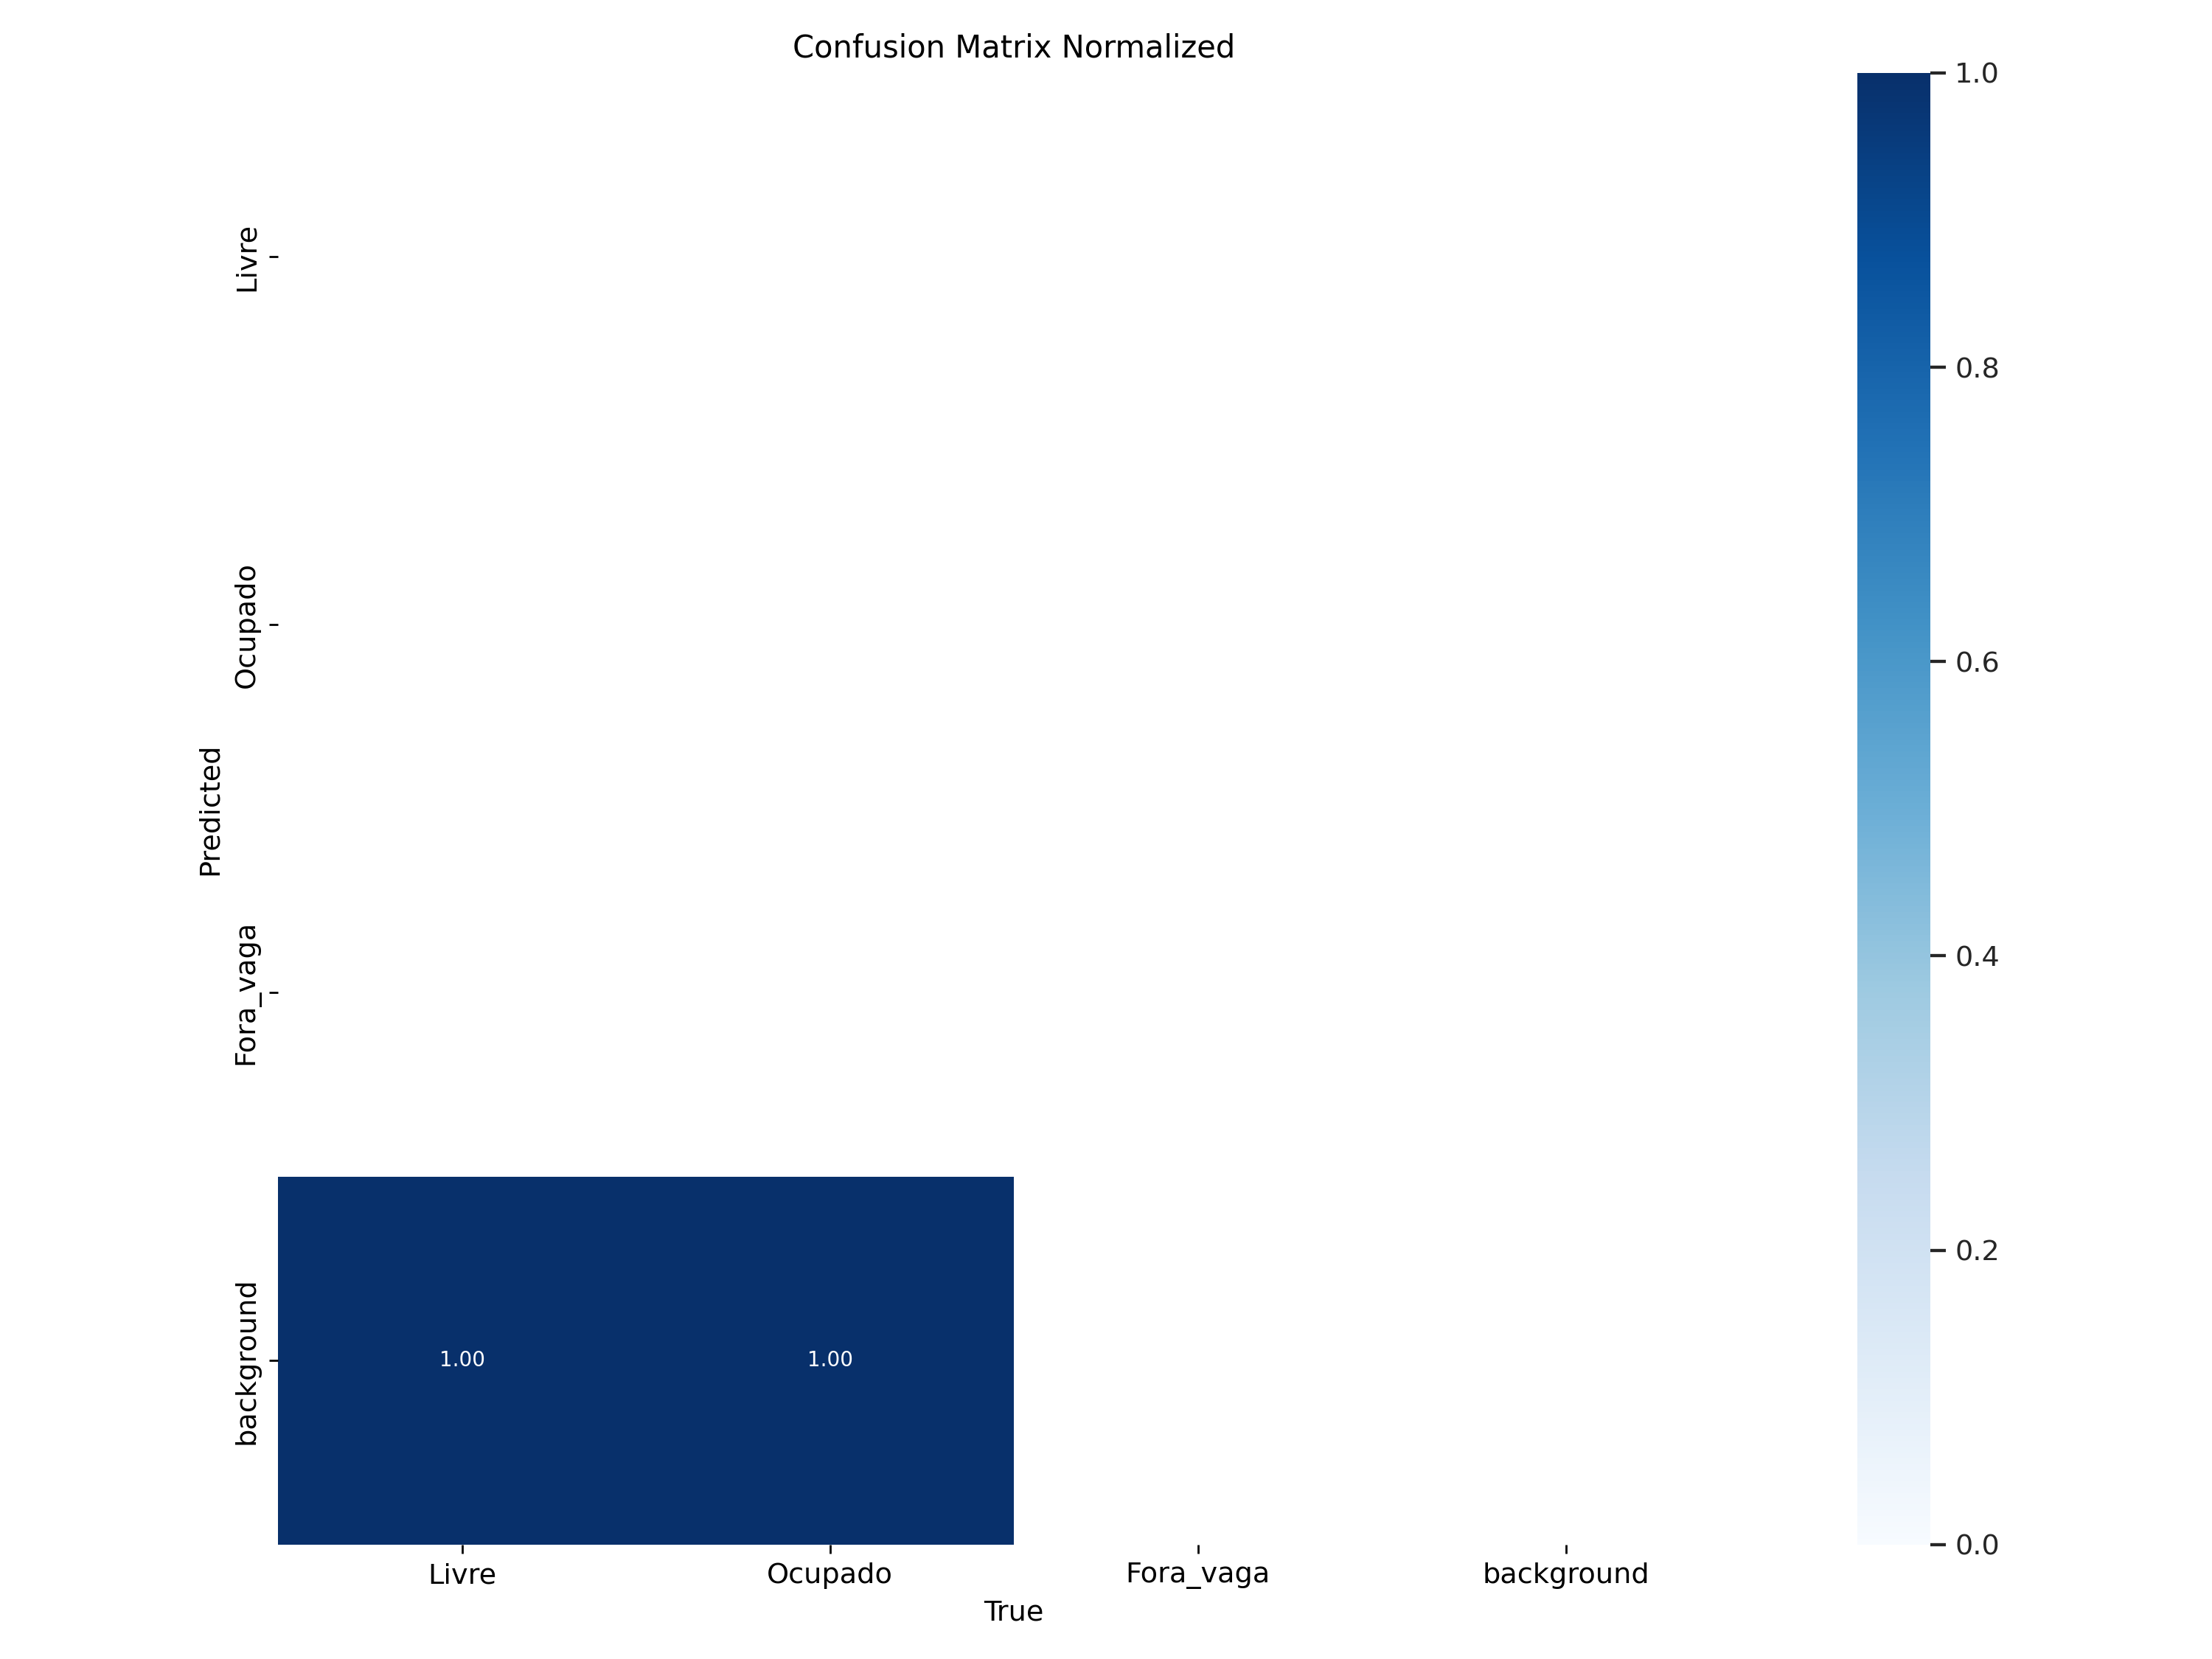 Confusion Matrix Normalized
1.0
0.8
0.6
0.4
0.2
0.0
Predicted
Livre
Ocupado
Fora_vaga
background
1.00 1.00
Livre Ocupado Fora_vaga background
True